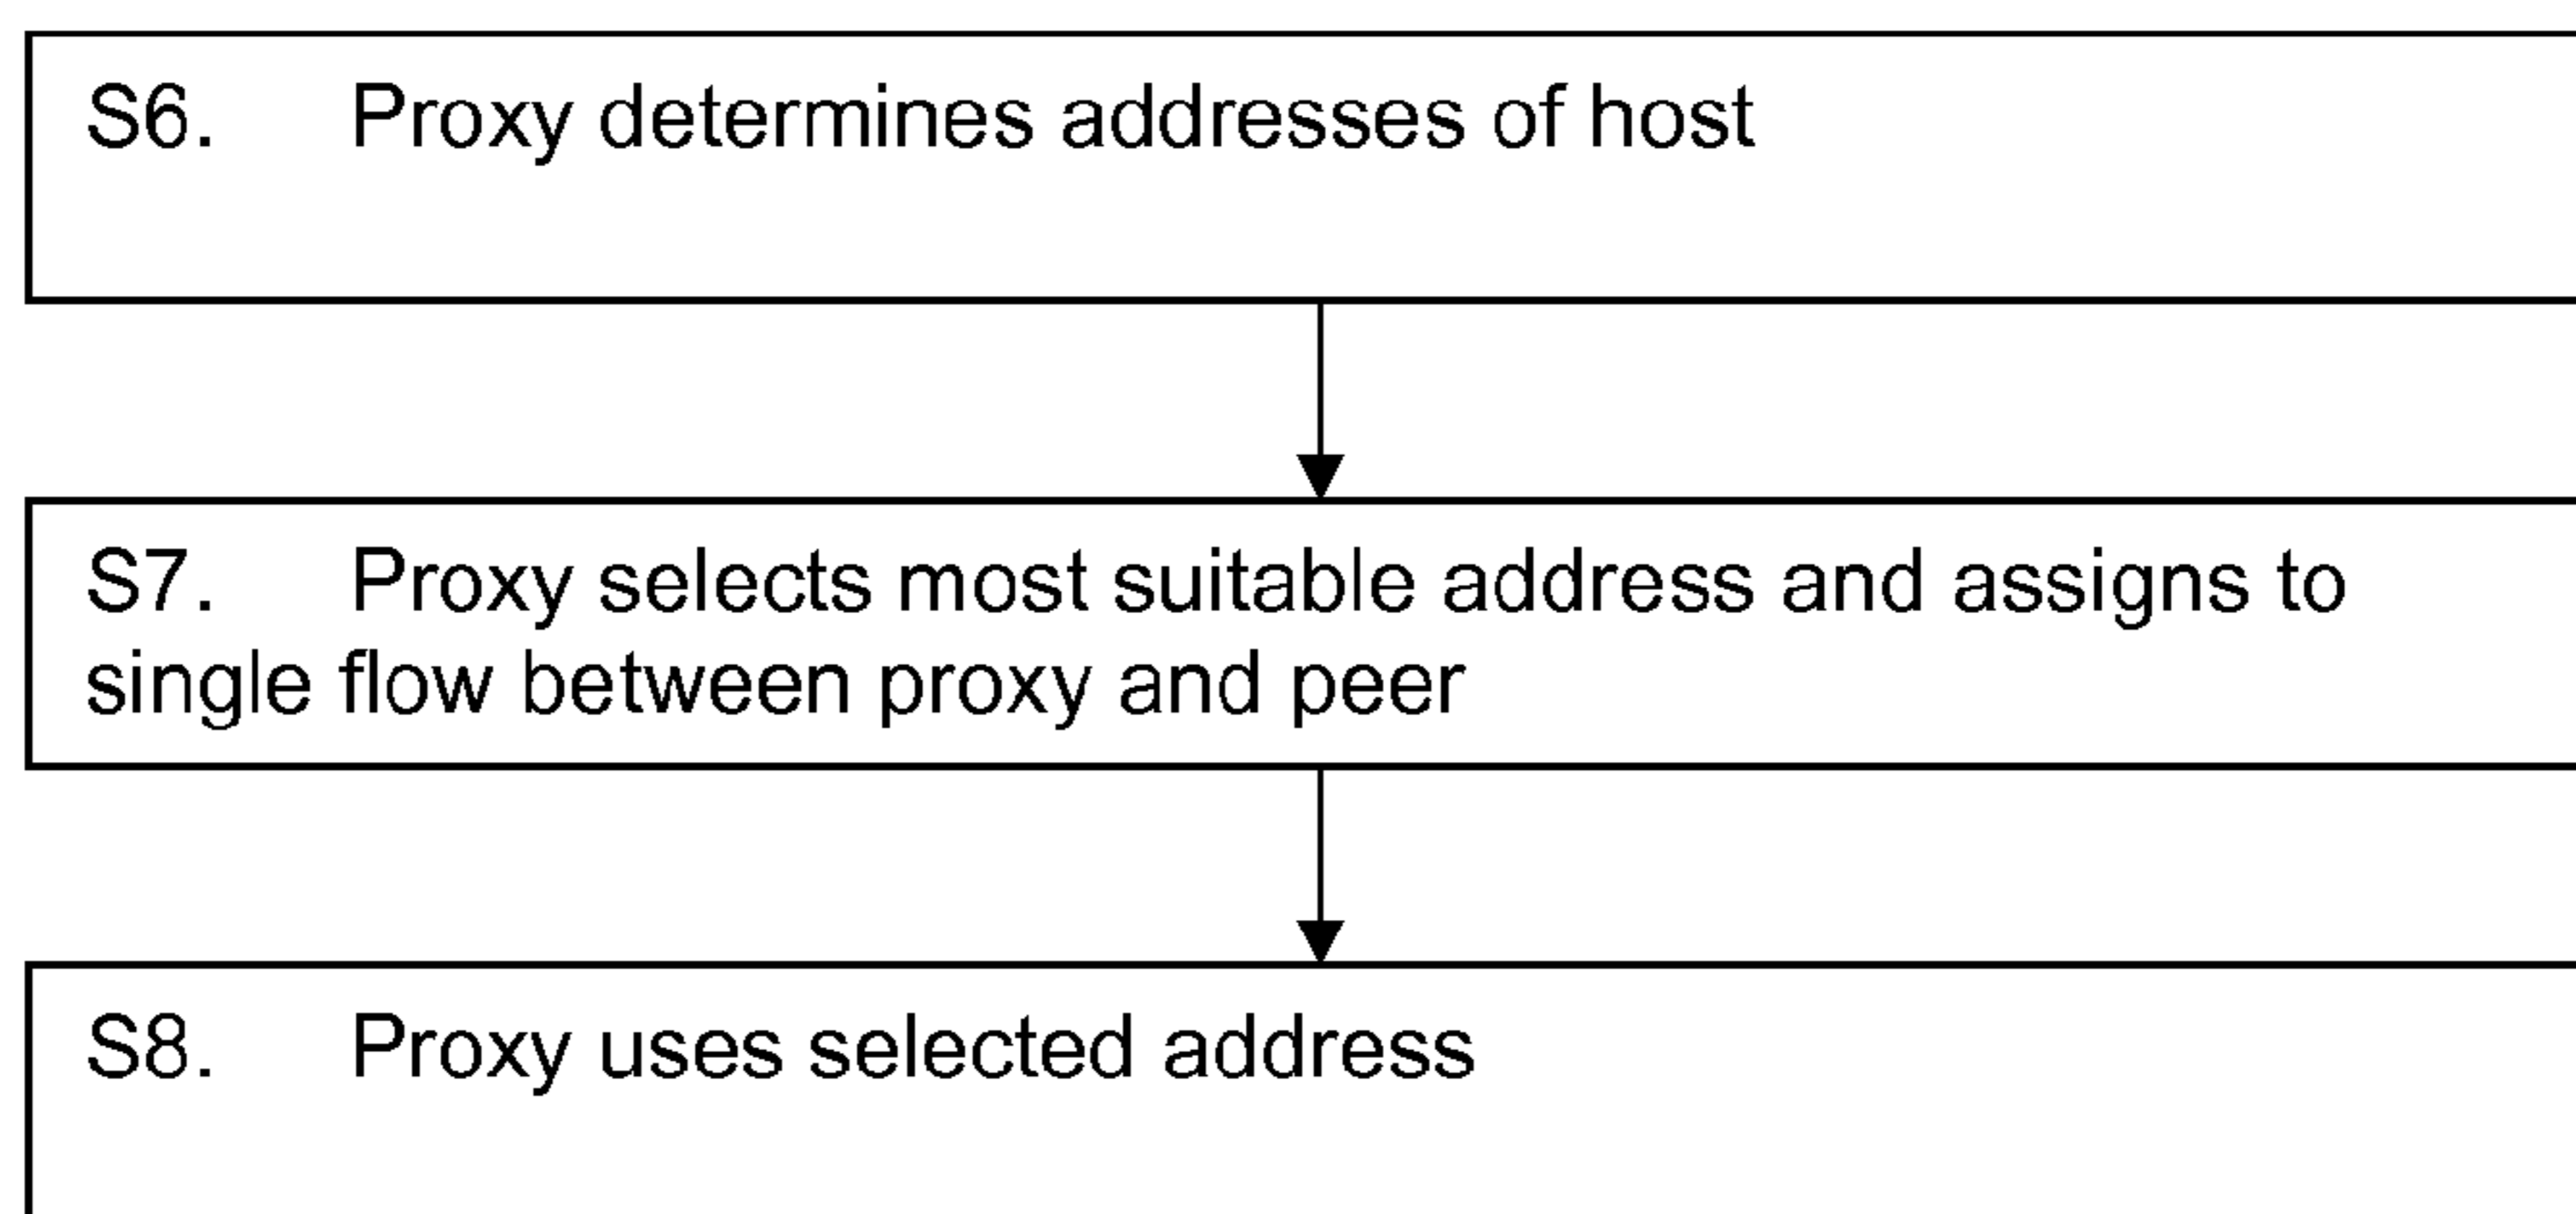 S6. Proxy determines addresses of host
S7. Proxy selects most suitable address and assigns to
single flow between proxy and peer
S8. Proxy uses selected address